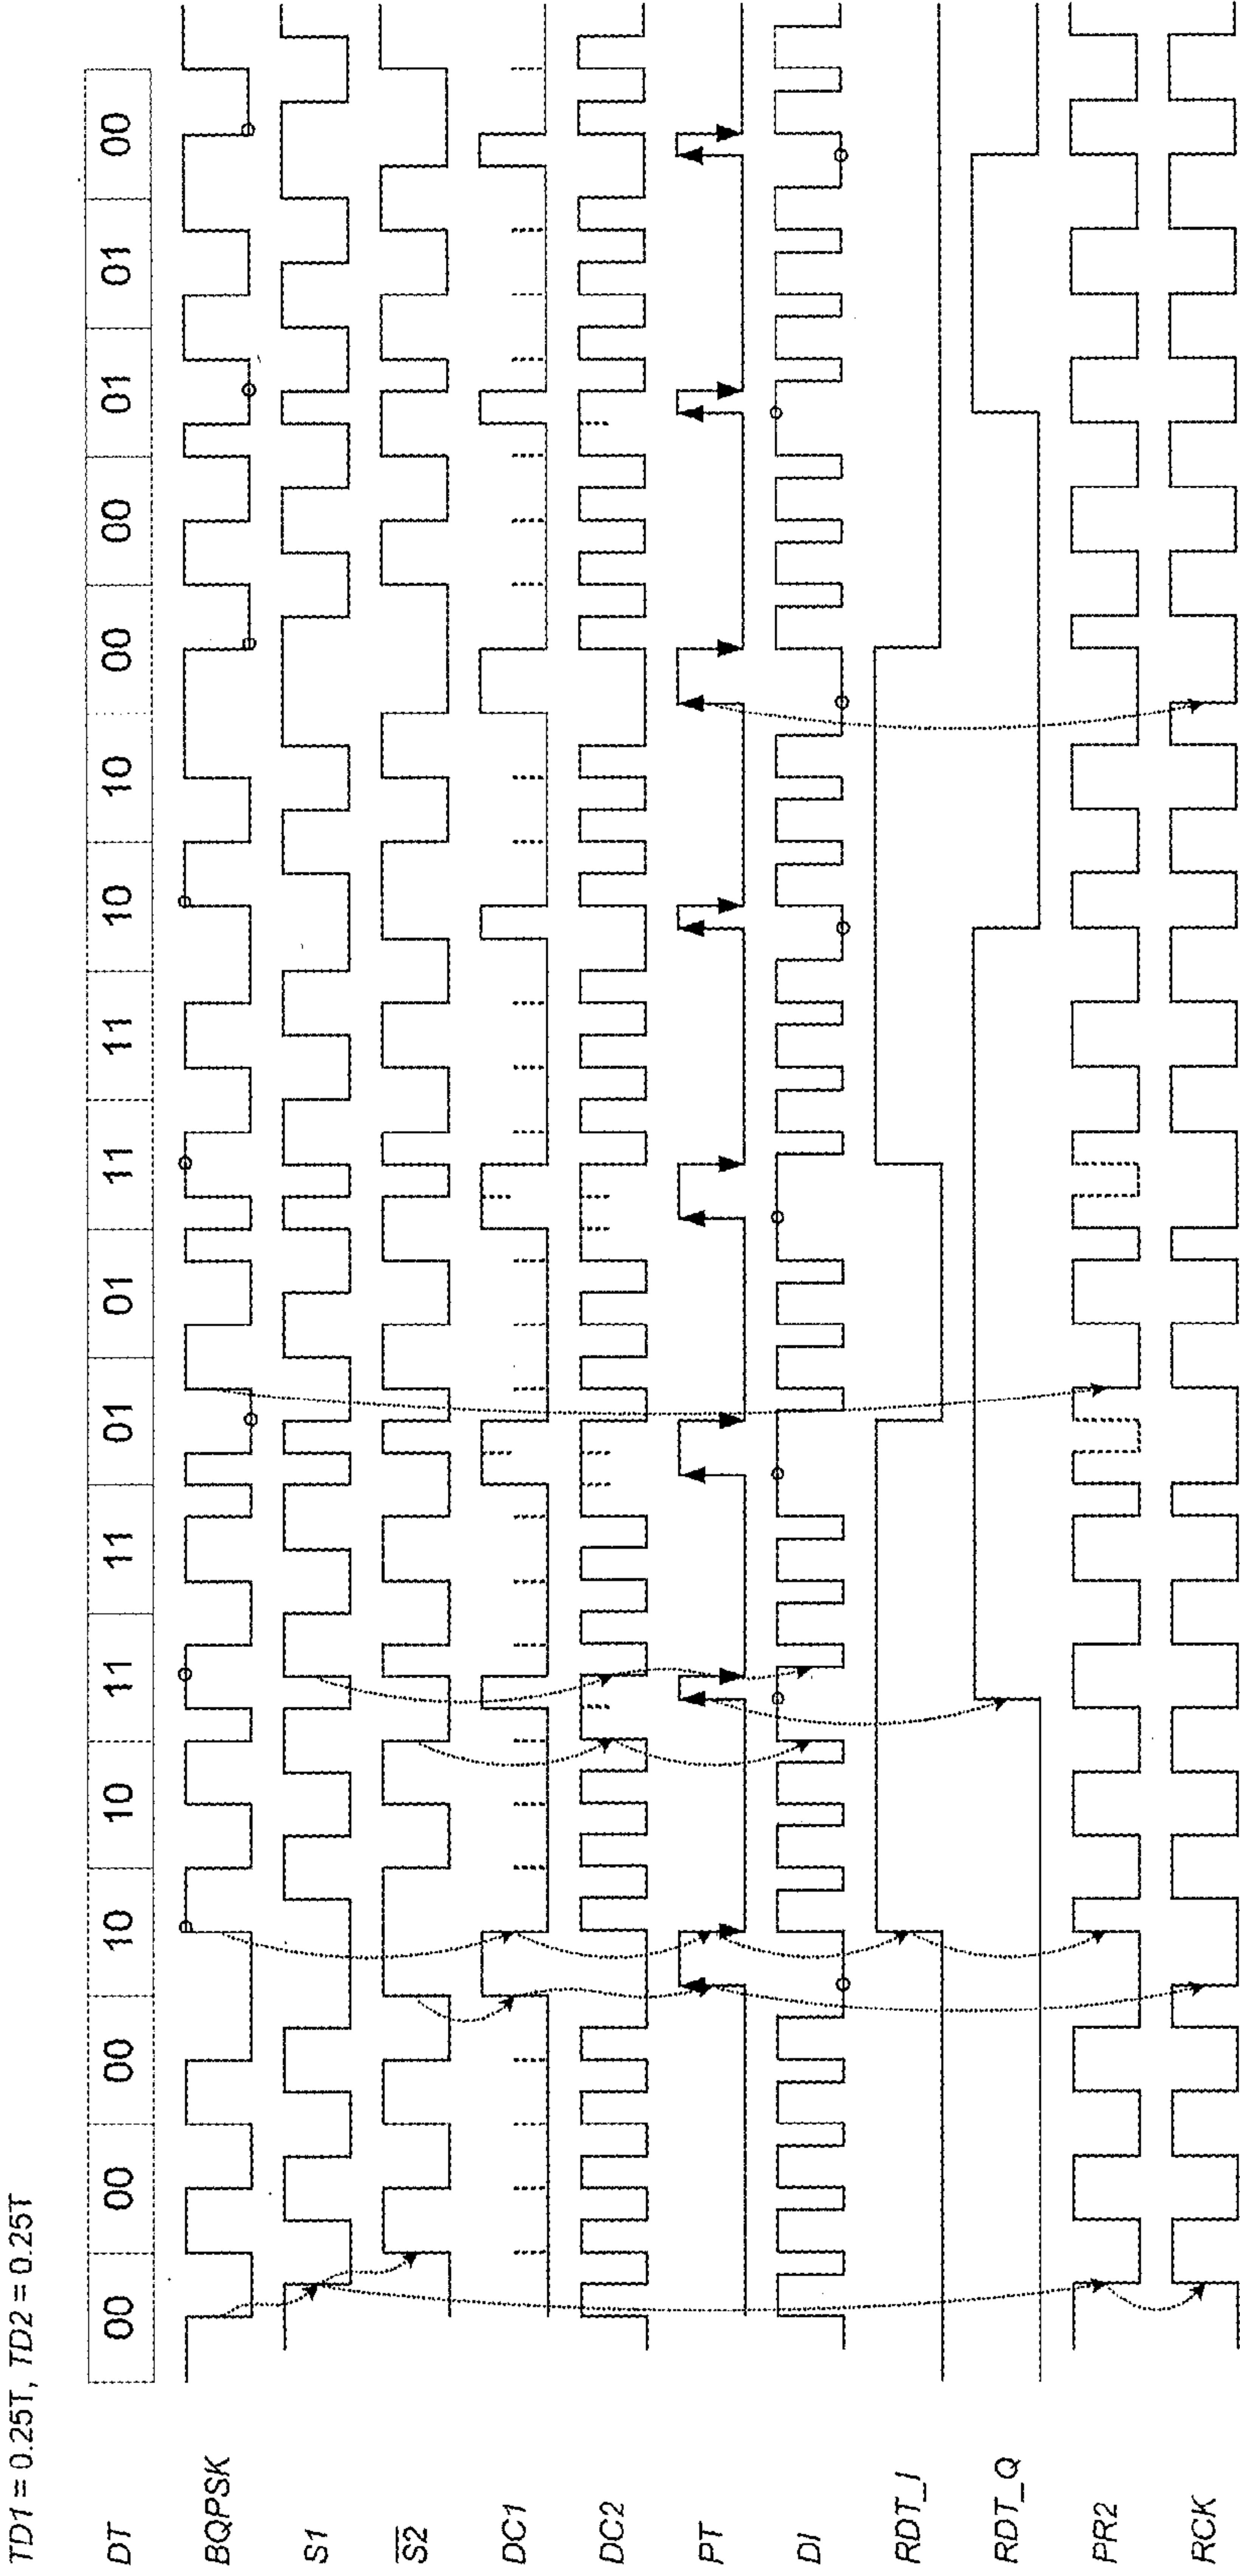 TD1 = 0.25T, TD2 = 0.25T
DT 00 00 00 10 10 11 11 01 01 11 11 10 10 00 00 01 01 00
BQPSK
S1
S̅2̅
DC1
DC2
PT
DI
RDT_I
RDT_Q
PR2
RCK